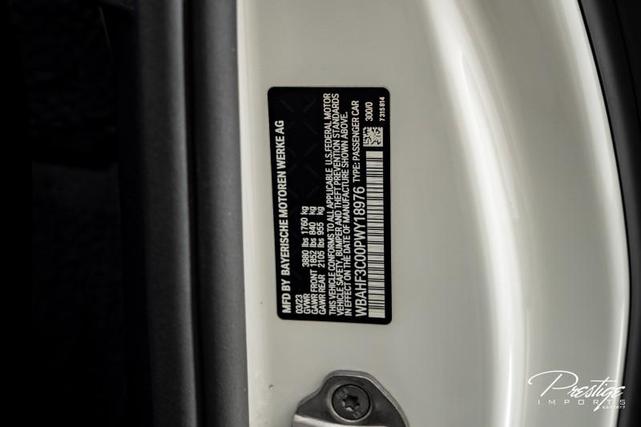 MFD BY BAYERISCHE MOTOREN WERKE AG
03/23
GVWR 3880 lbs 1760 kg
GAWR FRONT 1852 lbs 840 kg
GAWR REAR 2105 lbs 955 kg
THIS VEHICLE CONFORMS TO ALL APPLICABLE U.S. FEDERAL MOTOR
VEHICLE SAFETY, BUMPER AND THEFT PREVENTION STANDARDS
IN EFFECT ON THE DATE OF MANUFACTURE SHOWN ABOVE.
WBAHF3C00PWY18976 TYPE: PASSENGER CAR
300/0
7 315 814
Prestige
IMPORTS